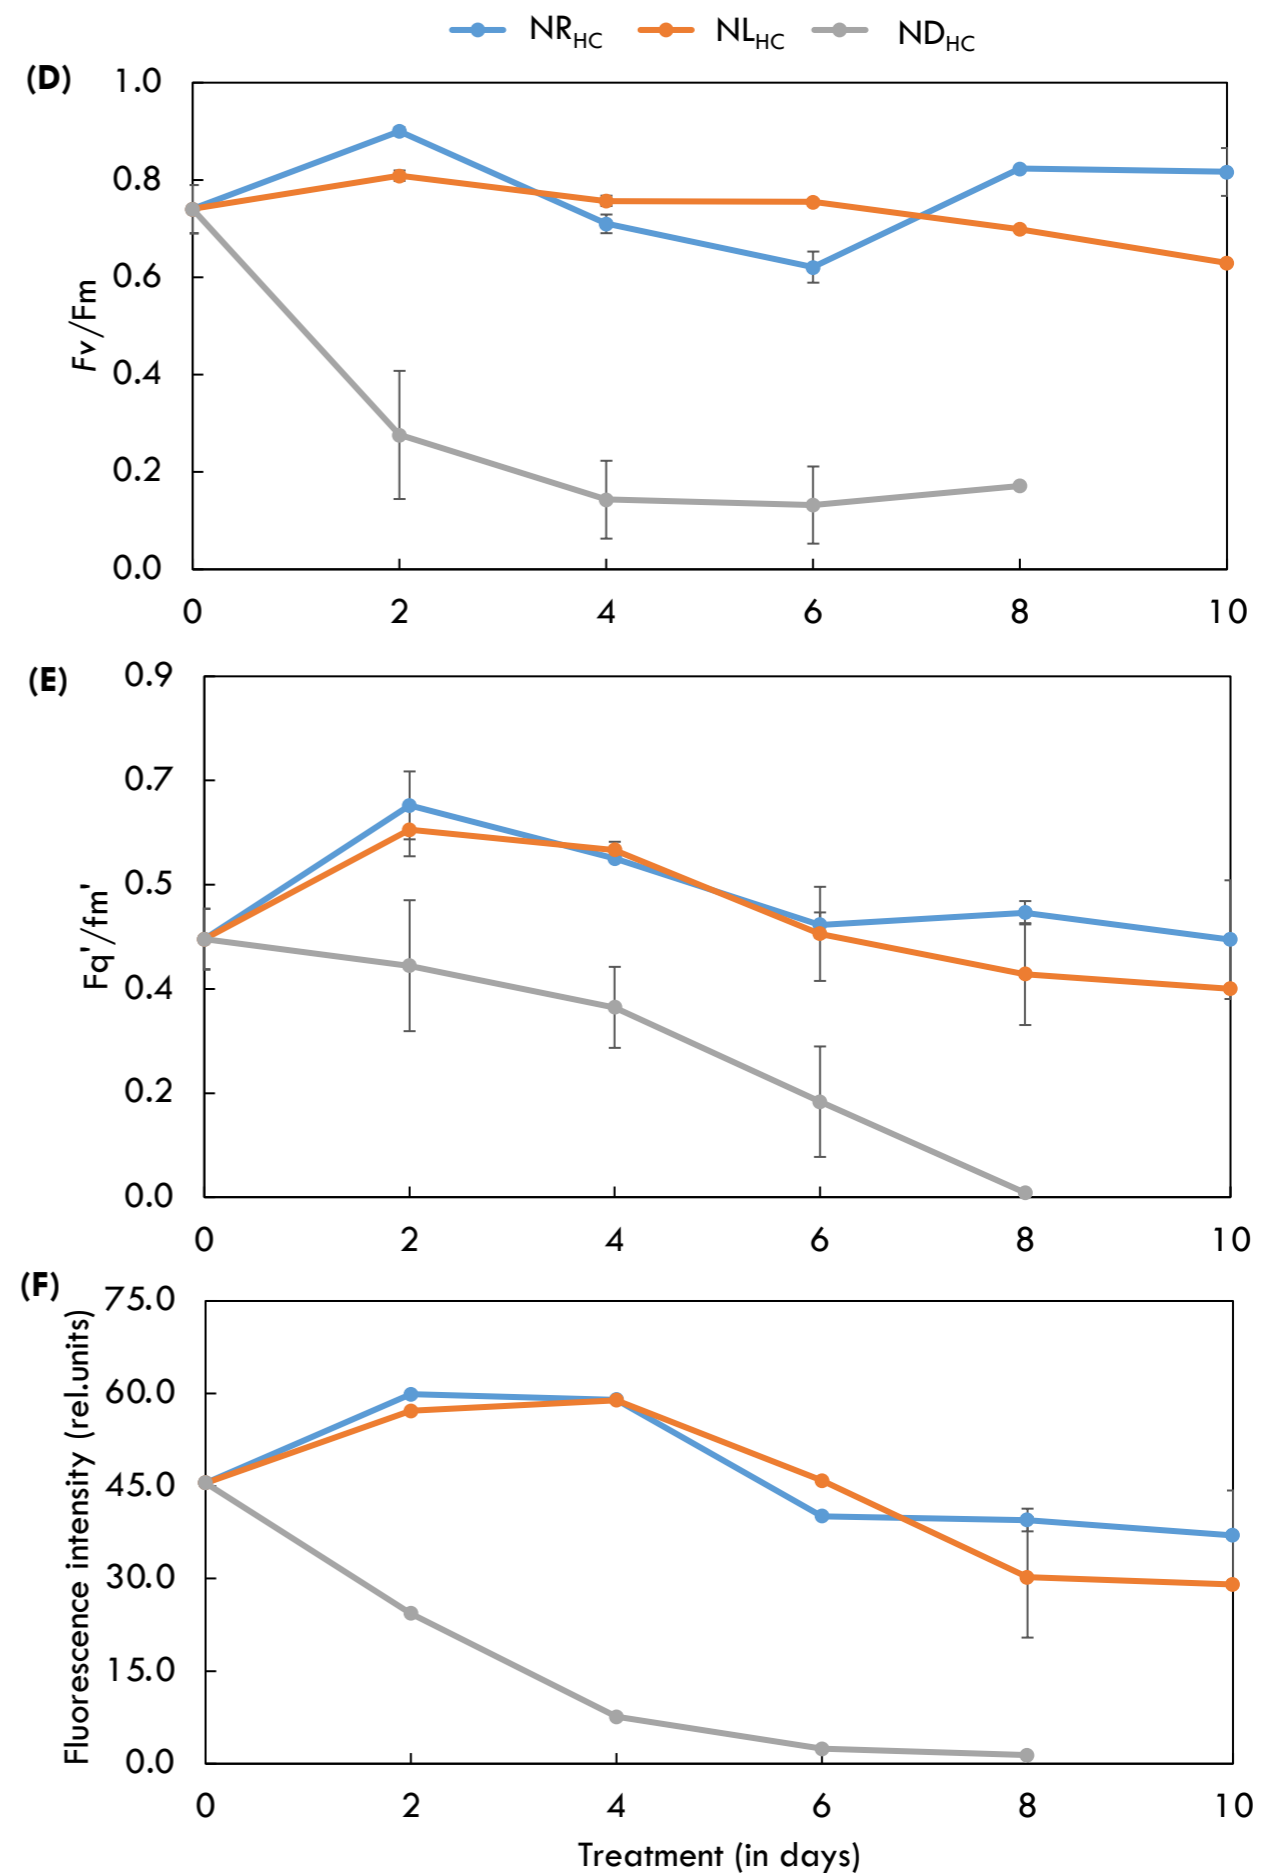 NR_HC NL_HC ND_HC
(D)
Fv/Fm
1.0
0.8
0.6
0.4
0.2
0.0
0 2 4 6 8 10
(E)
Fq'/fm'
0.9
0.7
0.5
0.4
0.2
0.0
0 2 4 6 8 10
(F)
Fluorescence intensity (rel.units)
75.0
60.0
45.0
30.0
15.0
0.0
0 2 4 6 8 10
Treatment (in days)